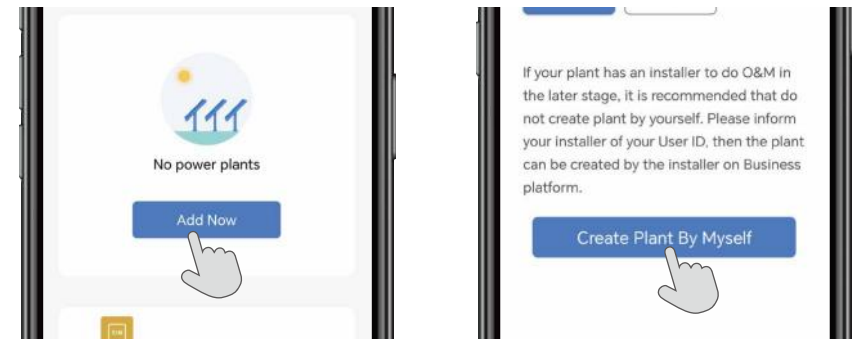 No power plants
Add Now
If your plant has an installer to do O&M in
the later stage, it is recommended that do
not create plant by yourself. Please inform
your installer of your User ID, then the plant
can be created by the installer on Business
platform.
Create Plant By Myself